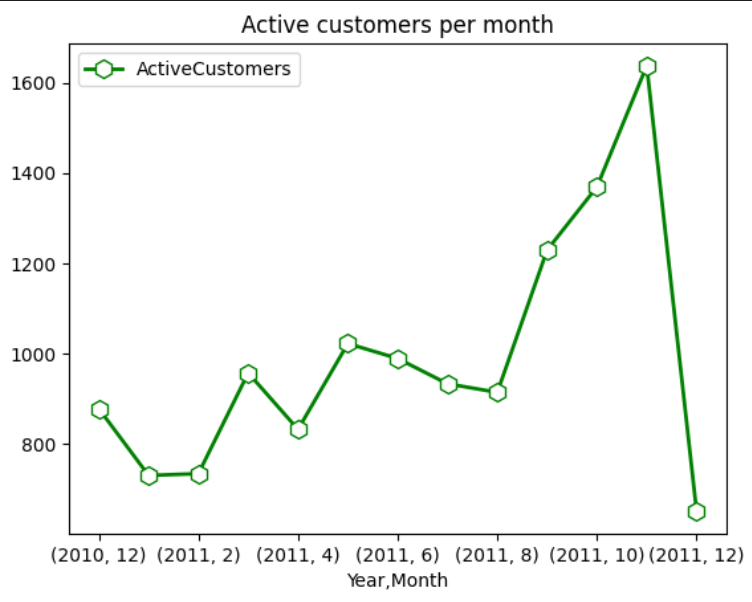 Active customers per month
ActiveCustomers
1600
1400
1200
1000
800
(2010, 12) (2011, 2) (2011, 4) (2011, 6) (2011, 8) (2011, 10) (2011, 12)
Year,Month